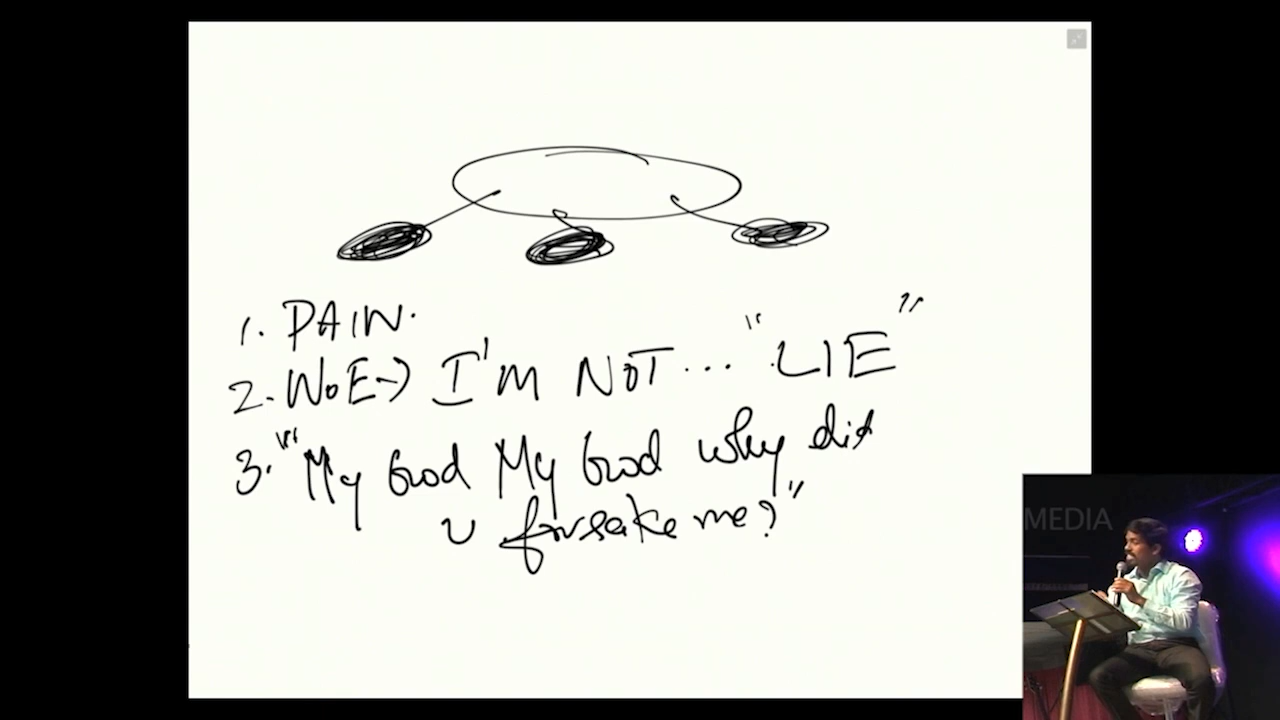 1. PAIN.
2. WOE → I'M NOT... "LIE"
3. "My God My God why did
u forsake me?"
MEDIA